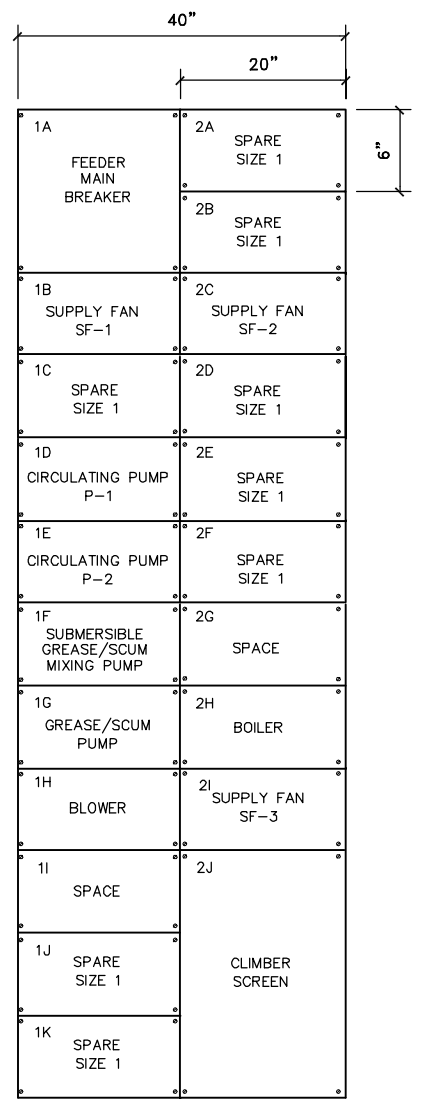 40"
20"
6"
1A
FEEDER
MAIN
BREAKER
2A
SPARE
SIZE 1
2B
SPARE
SIZE 1
1B
SUPPLY FAN
SF-1
2C
SUPPLY FAN
SF-2
1C
SPARE
SIZE 1
2D
SPARE
SIZE 1
1D
CIRCULATING PUMP
P-1
2E
SPARE
SIZE 1
1E
CIRCULATING PUMP
P-2
2F
SPARE
SIZE 1
1F
SUBMERSIBLE
GREASE/SCUM
MIXING PUMP
2G
SPACE
1G
GREASE/SCUM
PUMP
2H
BOILER
1H
BLOWER
2I
SUPPLY FAN
SF-3
1I
SPACE
2J
CLIMBER
SCREEN
1J
SPARE
SIZE 1
1K
SPARE
SIZE 1